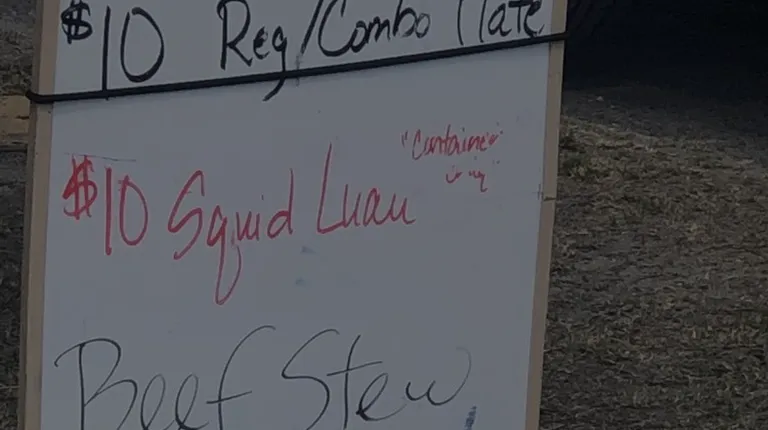 $10 Reg/Combo Plate
"Container
$10 Squid Luau
Beef Stew